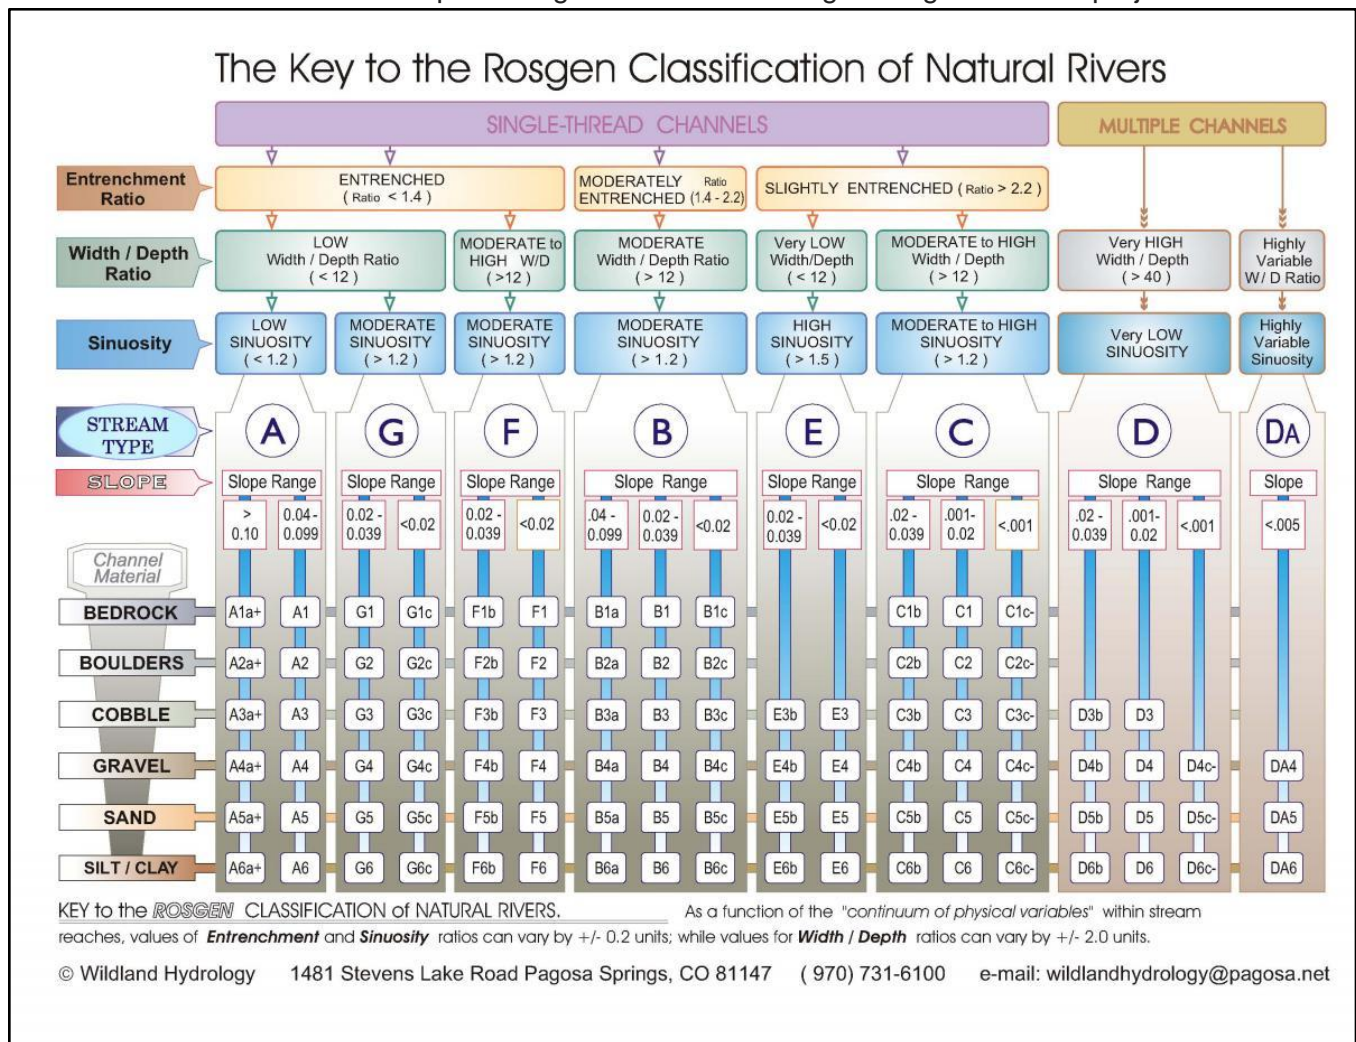 The Key to the Rosgen Classification of Natural Rivers
SINGLE-THREAD CHANNELS
MULTIPLE CHANNELS
Entrenchment
Ratio
ENTRENCHED
( Ratio < 1.4 )
MODERATELY Ratio
ENTRENCHED (1.4 - 2.2)
SLIGHTLY ENTRENCHED ( Ratio > 2.2 )
Width / Depth
Ratio
LOW
Width / Depth Ratio
( < 12 )
MODERATE to
HIGH W/D
( >12 )
MODERATE
Width / Depth Ratio
( > 12 )
Very LOW
Width/Depth
( < 12 )
MODERATE to HIGH
Width / Depth
( > 12 )
Very HIGH
Width / Depth
( > 40 )
Highly
Variable
W / D Ratio
Sinuosity
LOW
SINUOSITY
( < 1.2 )
MODERATE
SINUOSITY
( > 1.2 )
MODERATE
SINUOSITY
( > 1.2 )
MODERATE
SINUOSITY
( > 1.2 )
HIGH
SINUOSITY
( > 1.5 )
MODERATE to HIGH
SINUOSITY
( > 1.2 )
Very LOW
SINUOSITY
Highly
Variable
Sinuosity
STREAM
TYPE
A G F B E C D DA
SLOPE
Slope Range Slope Range Slope Range Slope Range Slope Range Slope Range Slope Range Slope
> 0.10
0.04 - 0.099
0.02 - 0.039
<0.02
0.02 - 0.039
<0.02
.04 - 0.099
0.02 - 0.039
<0.02
0.02 - 0.039
<0.02
.02 - 0.039
.001- 0.02
<.001
.02 - 0.039
.001- 0.02
<.001
<.005
Channel
Material
BEDROCK A1a+ A1 G1 G1c F1b F1 B1a B1 B1c C1b C1 C1c-
BOULDERS A2a+ A2 G2 G2c F2b F2 B2a B2 B2c C2b C2 C2c-
COBBLE A3a+ A3 G3 G3c F3b F3 B3a B3 B3c E3b E3 C3b C3 C3c- D3b D3
GRAVEL A4a+ A4 G4 G4c F4b F4 B4a B4 B4c E4b E4 C4b C4 C4c- D4b D4 D4c- DA4
SAND A5a+ A5 G5 G5c F5b F5 B5a B5 B5c E5b E5 C5b C5 C5c- D5b D5 D5c- DA5
SILT / CLAY A6a+ A6 G6 G6c F6b F6 B6a B6 B6c E6b E6 C6b C6 C6c- D6b D6 D6c- DA6
KEY to the ROSGEN CLASSIFICATION of NATURAL RIVERS. As a function of the "continuum of physical variables" within stream
reaches, values of Entrenchment and Sinuosity ratios can vary by +/- 0.2 units; while values for Width / Depth ratios can vary by +/- 2.0 units.
© Wildland Hydrology 1481 Stevens Lake Road Pagosa Springs, CO 81147 ( 970) 731-6100 e-mail: wildlandhydrology@pagosa.net